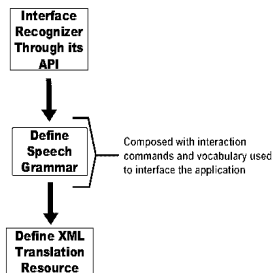 Interface
Recognizer
Through its
API
Define
Speech
Grammar
Composed with interaction
commands and vocabulary used
to interface the application
Define XML
Translation
Resource